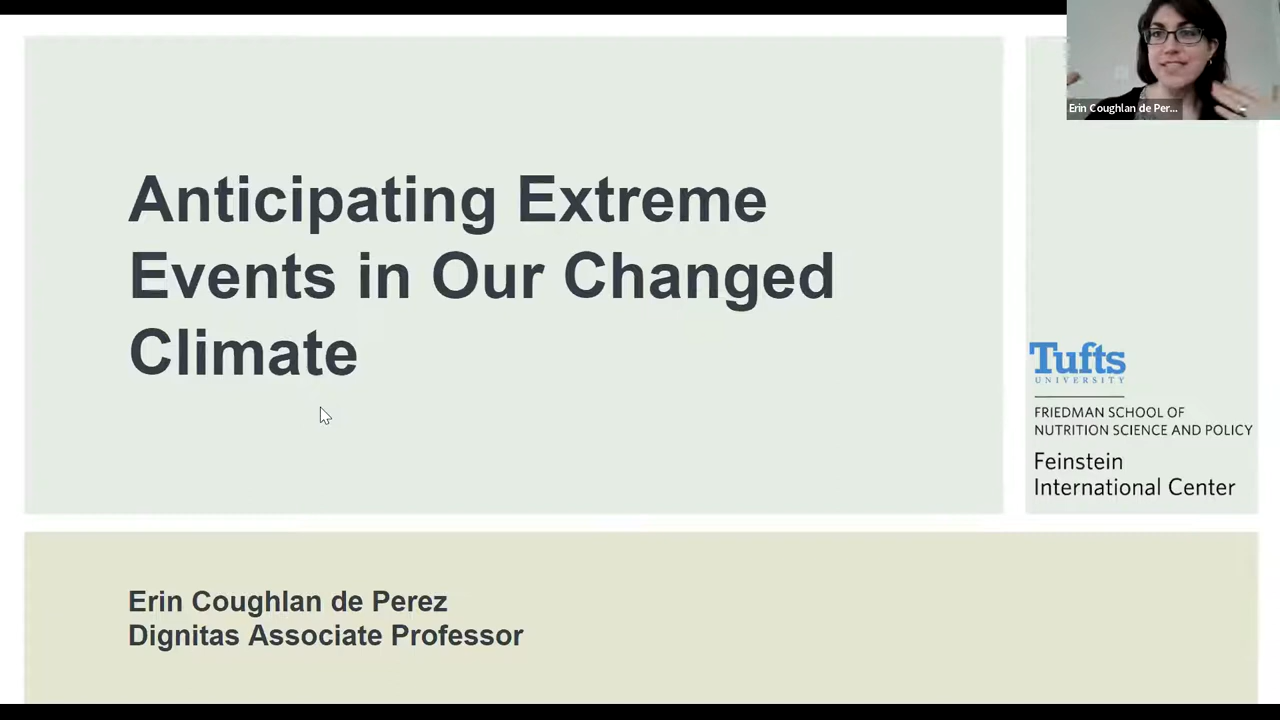 Erin Coughlan de Per...
Anticipating Extreme
Events in Our Changed
Climate
Tufts
UNIVERSITY
FRIEDMAN SCHOOL OF
NUTRITION SCIENCE AND POLICY
Feinstein
International Center
Erin Coughlan de Perez
Dignitas Associate Professor